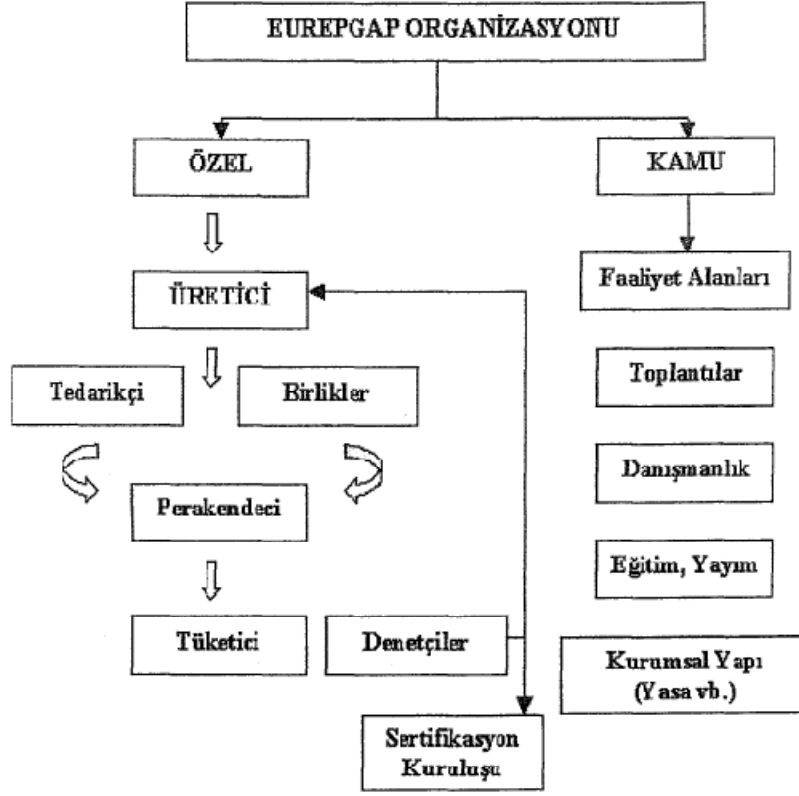 EUREPGAP ORGANİZASYONU
ÖZEL
KAMU
ÜRETİCİ
Faaliyet Alanları
Tedarikçi
Birlikler
Toplantılar
Danışmanlık
Perakendeci
Eğitim, Yayım
Tüketici
Denetçiler
Kurumsal Yapı
(Yasa vb.)
Sertifikasyon
Kuruluşu